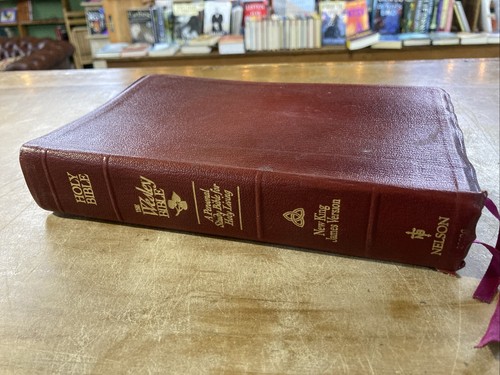 HOLY
BIBLE
THE
Wesley
BIBLE
A Personal
Study Bible for
Holy Living
New King
James Version
NELSON